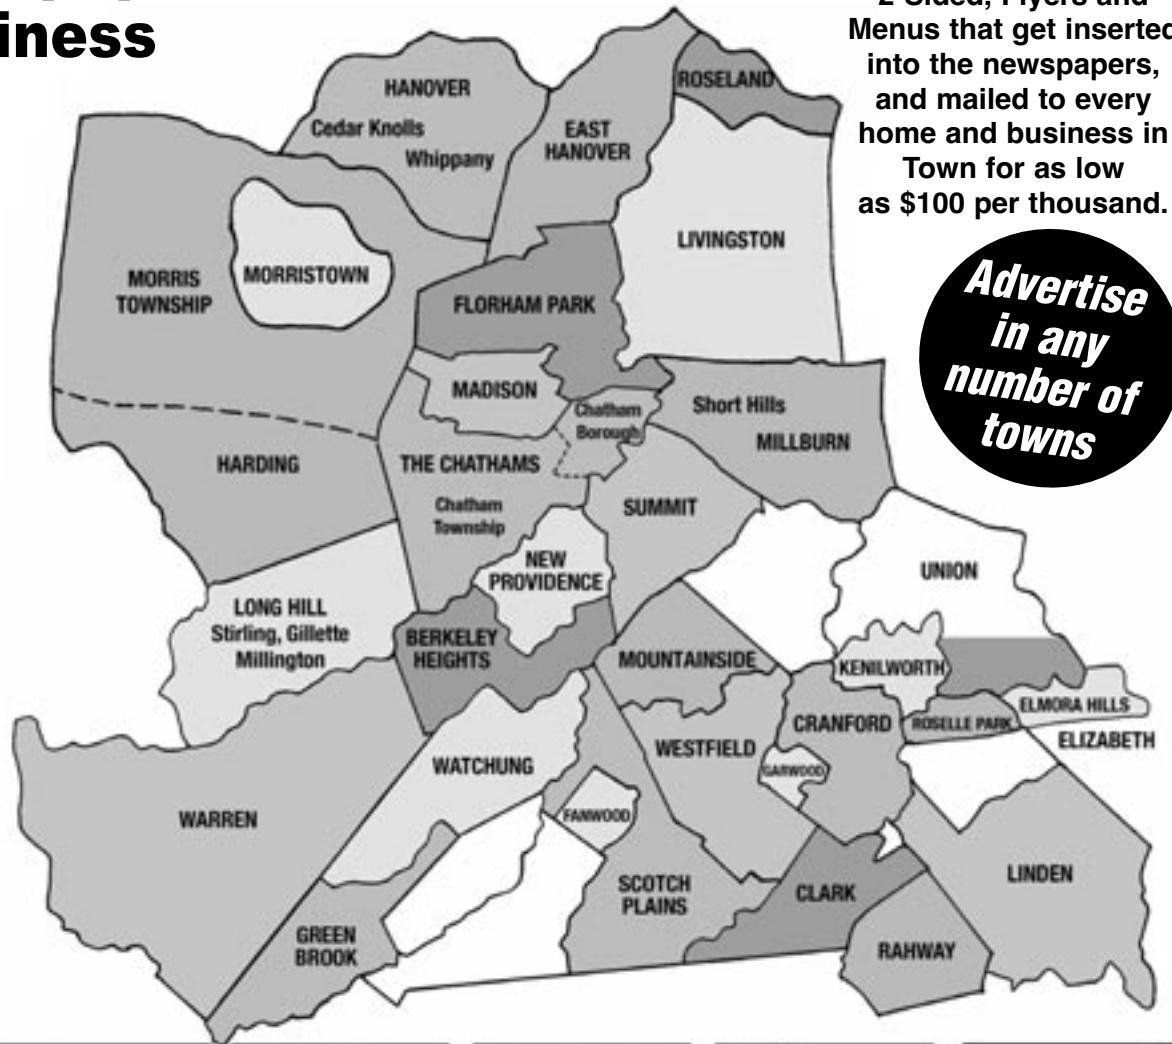 iness
2-Sided, Flyers and
Menus that get inserted
into the newspapers,
and mailed to every
home and business in
Town for as low
as $100 per thousand.
Advertise
in any
number of
towns
HANOVER
Cedar Knolls
Whippany
EAST
HANOVER
ROSELAND
LIVINGSTON
MORRIS
TOWNSHIP
MORRISTOWN
FLORHAM PARK
MADISON
Chatham
Borough
Short Hills
MILLBURN
HARDING
THE CHATHAMS
Chatham
Township
SUMMIT
NEW
PROVIDENCE
UNION
LONG HILL
Stirling, Gillette
Millington
BERKELEY
HEIGHTS
MOUNTAINSIDE
KENILWORTH
ELMORA HILLS
ROSELLE PARK
ELIZABETH
CRANFORD
WESTFIELD
GARWOOD
WATCHUNG
WARREN
FANWOOD
SCOTCH
PLAINS
CLARK
LINDEN
GREEN
BROOK
RAHWAY